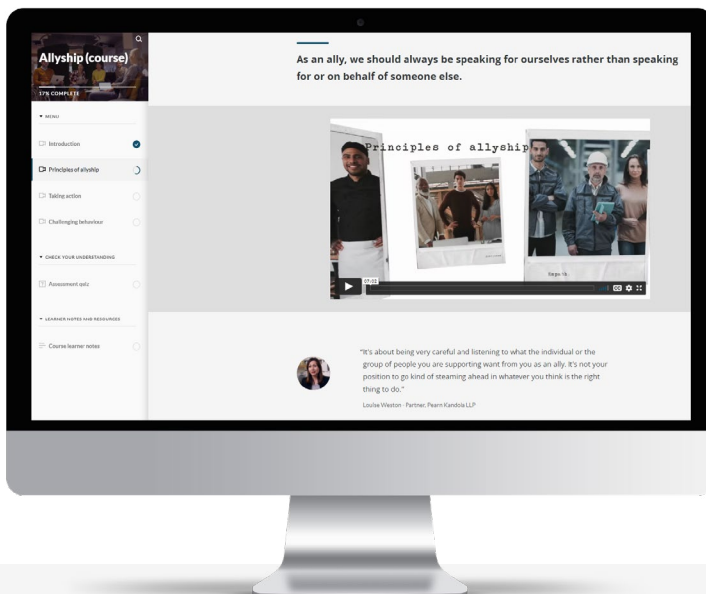 Allyship (course)
17% COMPLETE
MENU
Introduction
Principles of allyship
Taking action
Challenging behaviour
CHECK YOUR UNDERSTANDING
Assessment quiz
LEARNER NOTES AND RESOURCES
Course learner notes
As an ally, we should always be speaking for ourselves rather than speaking
for or on behalf of someone else.
Principles of allyship
07:02
CC
"It's about being very careful and listening to what the individual or the
group of people you are supporting want from you as an ally. It's not your
position to go kind of steaming ahead in whatever you think is the right
thing to do."
Louise Weston - Partner, Pearn Kandola LLP